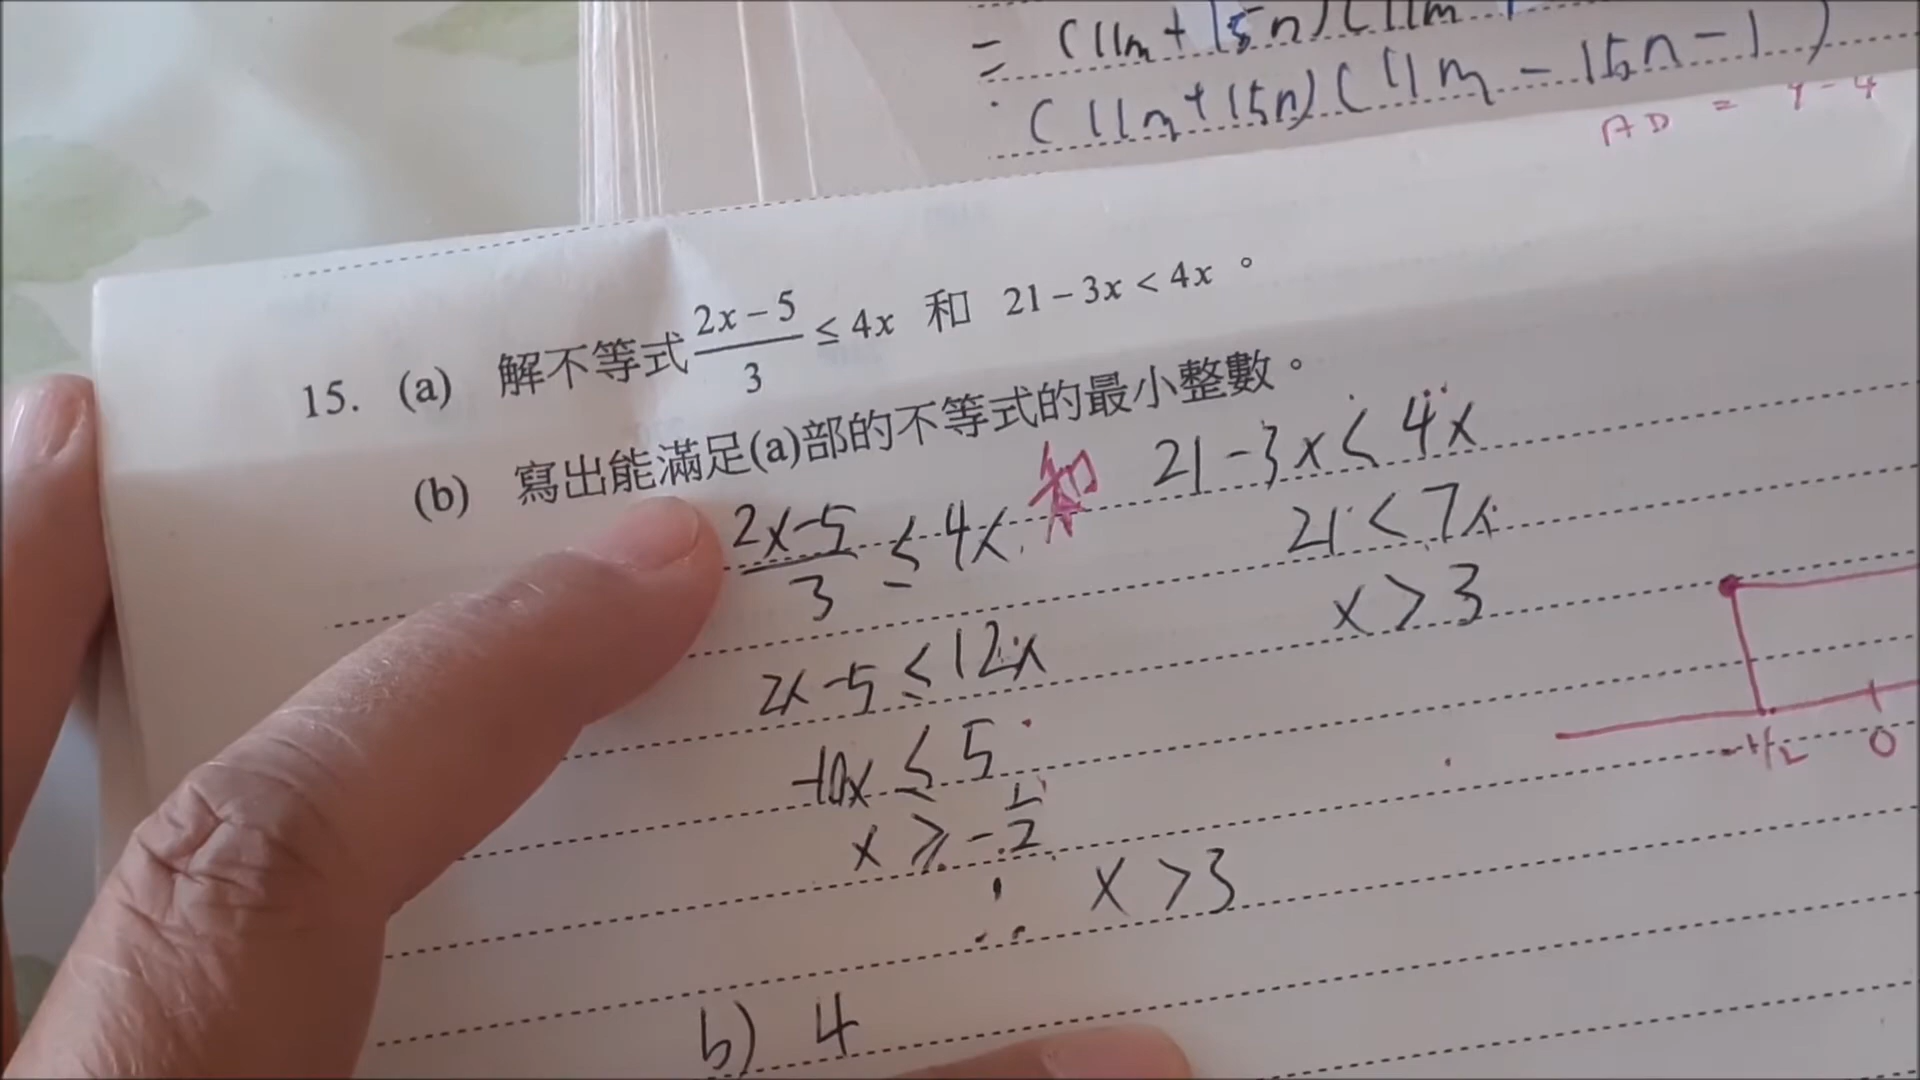 = (11m+15n)(11m
(11m+15n)(11m-15n-1)
AD = 9-4
15. (a) 解不等式 (2x-5)/3 ≤ 4x 和 21-3x < 4x。
(b) 寫出能滿足(a)部的不等式的最小整數。
(2x-5)/3 ≤ 4x 和 21-3x < 4x
2x-5 ≤ 12x
-10x ≤ 5
x ≥ -1/2
21 < 7x
x > 3
-1/2 0
∴ x > 3
b) 4